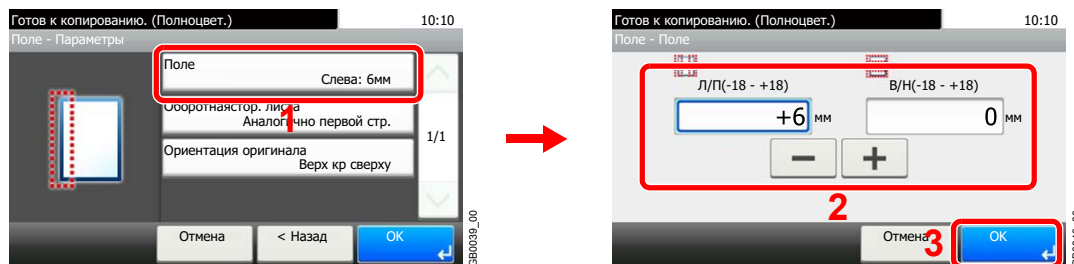 Готов к копированию. (Полноцвет.)
10:10
Поле - Параметры
Поле
Слева: 6мм
Оборотнаястор. листа
Аналогично первой стр.
Ориентация оригинала
Верх кр сверху
1/1
1
Отмена
< Назад
OK
GB0039_00
Готов к копированию. (Полноцвет.)
10:10
Поле - Поле
Л/П(-18 - +18)
В/Н(-18 - +18)
+6 мм
0 мм
2
Отмена
3
OK